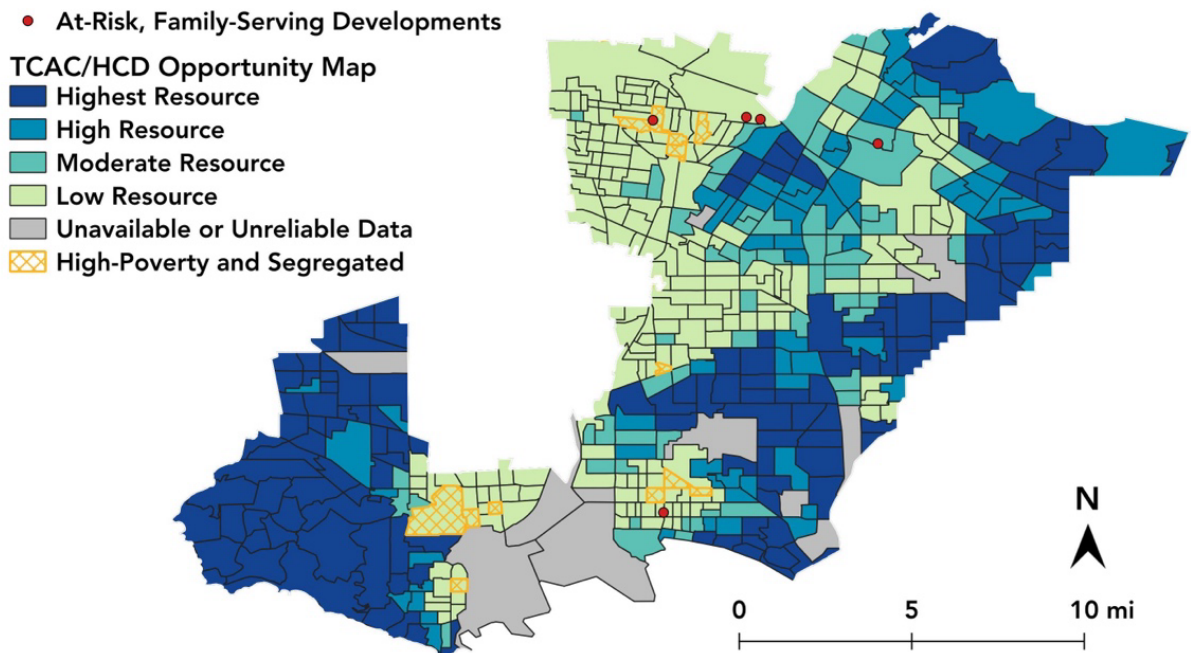 At-Risk, Family-Serving Developments
TCAC/HCD Opportunity Map
Highest Resource
High Resource
Moderate Resource
Low Resource
Unavailable or Unreliable Data
High-Poverty and Segregated
N
0 5 10 mi